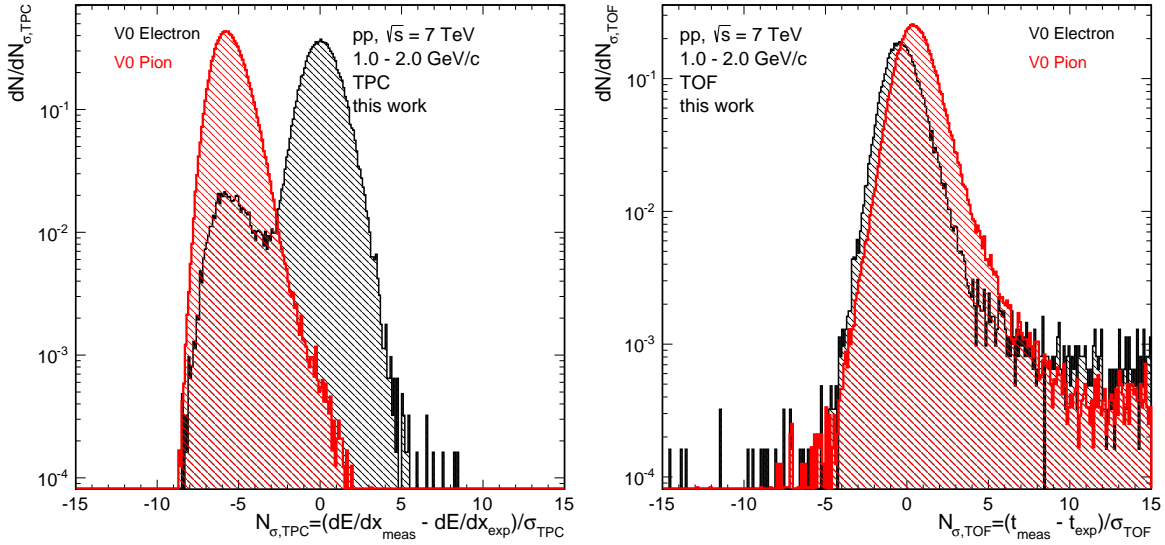 dN/dN_σ,TPC
V0 Electron
V0 Pion
pp, √s = 7 TeV
1.0 - 2.0 GeV/c
TPC
this work
10⁻¹
10⁻²
10⁻³
10⁻⁴
-15 -10 -5 0 5 10 15
N_σ,TPC=(dE/dx_meas - dE/dx_exp)/σ_TPC
dN/dN_σ,TOF
pp, √s = 7 TeV
1.0 - 2.0 GeV/c
TOF
this work
V0 Electron
V0 Pion
10⁻¹
10⁻²
10⁻³
10⁻⁴
-15 -10 -5 0 5 10 15
N_σ,TOF=(t_meas - t_exp)/σ_TOF